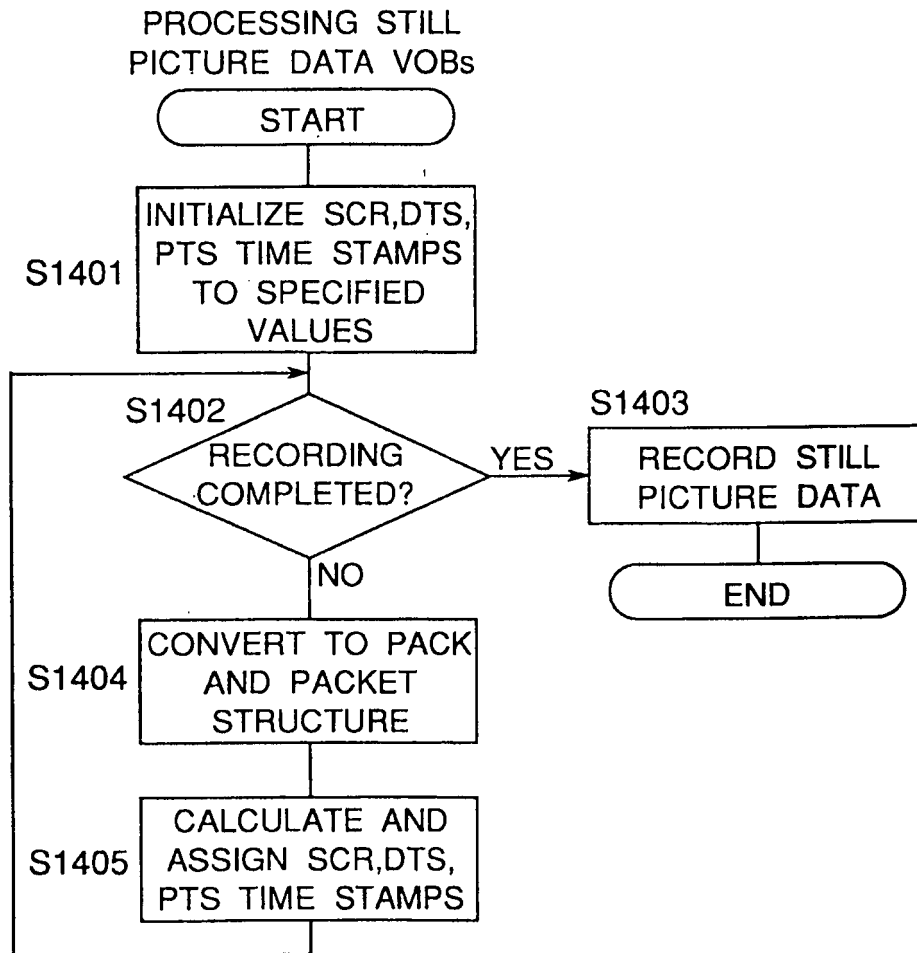 PROCESSING STILL
PICTURE DATA VOBs
START
S1401
INITIALIZE SCR,DTS,
PTS TIME STAMPS
TO SPECIFIED
VALUES
S1402
RECORDING
COMPLETED?
YES
S1403
RECORD STILL
PICTURE DATA
END
NO
S1404
CONVERT TO PACK
AND PACKET
STRUCTURE
S1405
CALCULATE AND
ASSIGN SCR,DTS,
PTS TIME STAMPS